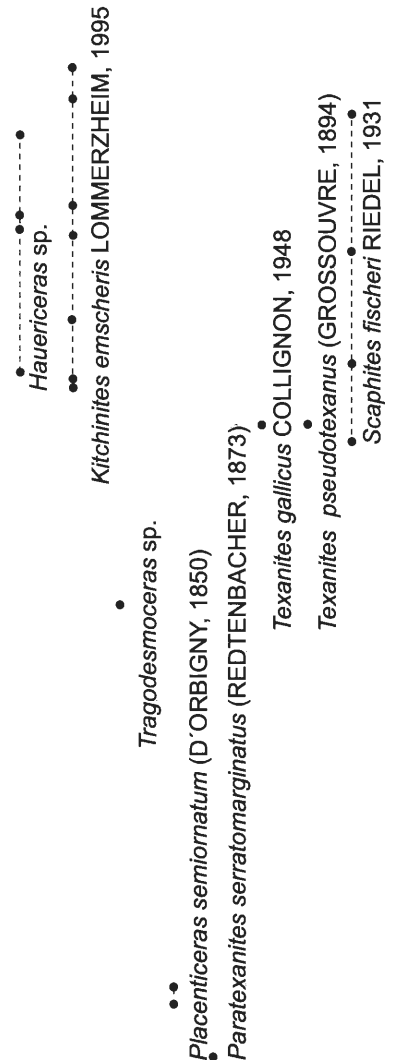 Hauericeras sp.
Kitchinites emscheris LOMMERZHEIM, 1995
Tragodesmoceras sp.
Placenticeras semiornatum (D´ORBIGNY, 1850)
Paratexanites serratomarginatus (REDTENBACHER, 1873)
Texanites gallicus COLLIGNON, 1948
Texanites pseudotexanus (GROSSOUVRE, 1894)
Scaphites fischeri RIEDEL, 1931